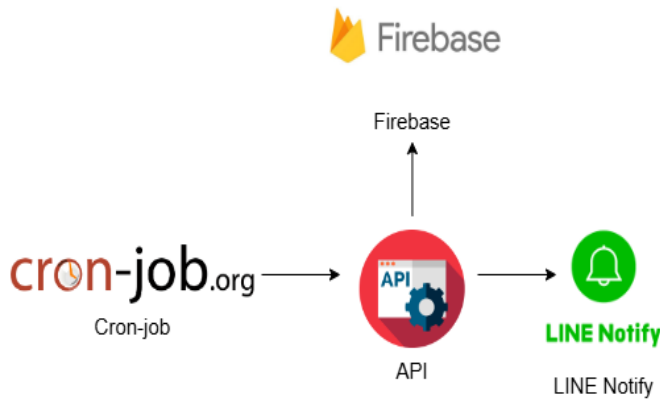 Firebase
Firebase
cron-job.org
Cron-job
API
API
LINE Notify
LINE Notify